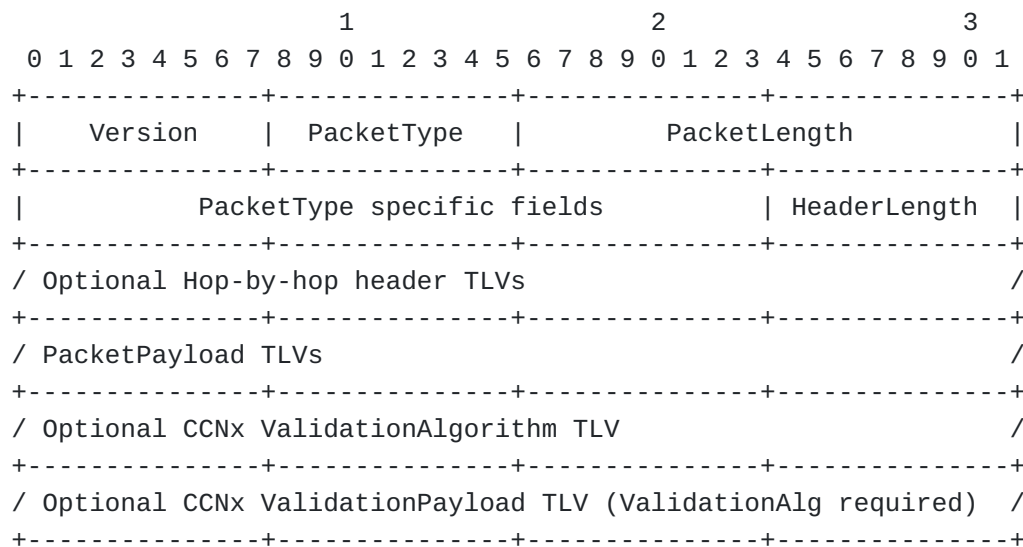 1                   2                   3
 0 1 2 3 4 5 6 7 8 9 0 1 2 3 4 5 6 7 8 9 0 1 2 3 4 5 6 7 8 9 0 1
+---------------+---------------+---------------+---------------+
|    Version    |  PacketType   |         PacketLength          |
+---------------+---------------+---------------+---------------+
|           PacketType specific fields          | HeaderLength  |
+---------------+---------------+---------------+---------------+
/ Optional Hop-by-hop header TLVs                               /
+---------------+---------------+---------------+---------------+
/ PacketPayload TLVs                                            /
+---------------+---------------+---------------+---------------+
/ Optional CCNx ValidationAlgorithm TLV                         /
+---------------+---------------+---------------+---------------+
/ Optional CCNx ValidationPayload TLV (ValidationAlg required)  /
+---------------+---------------+---------------+---------------+